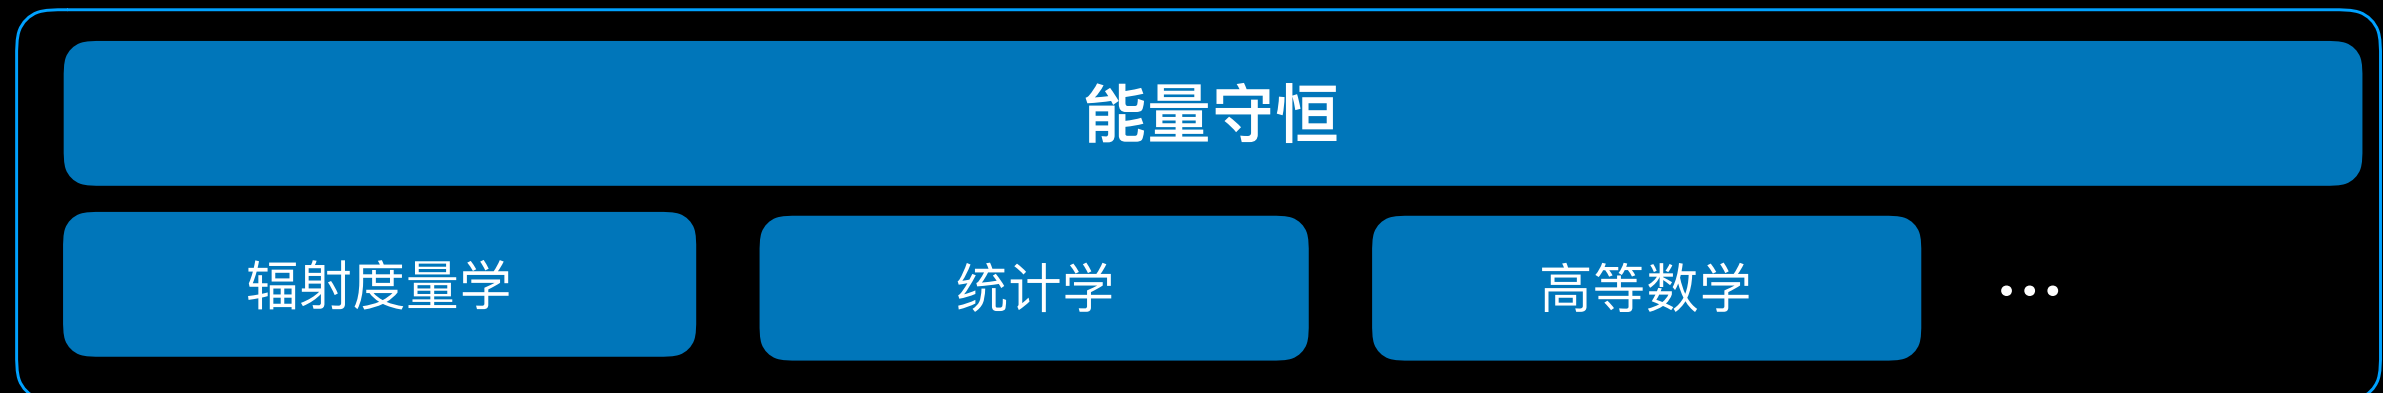 能量守恒
辐射度量学
统计学
高等数学
...